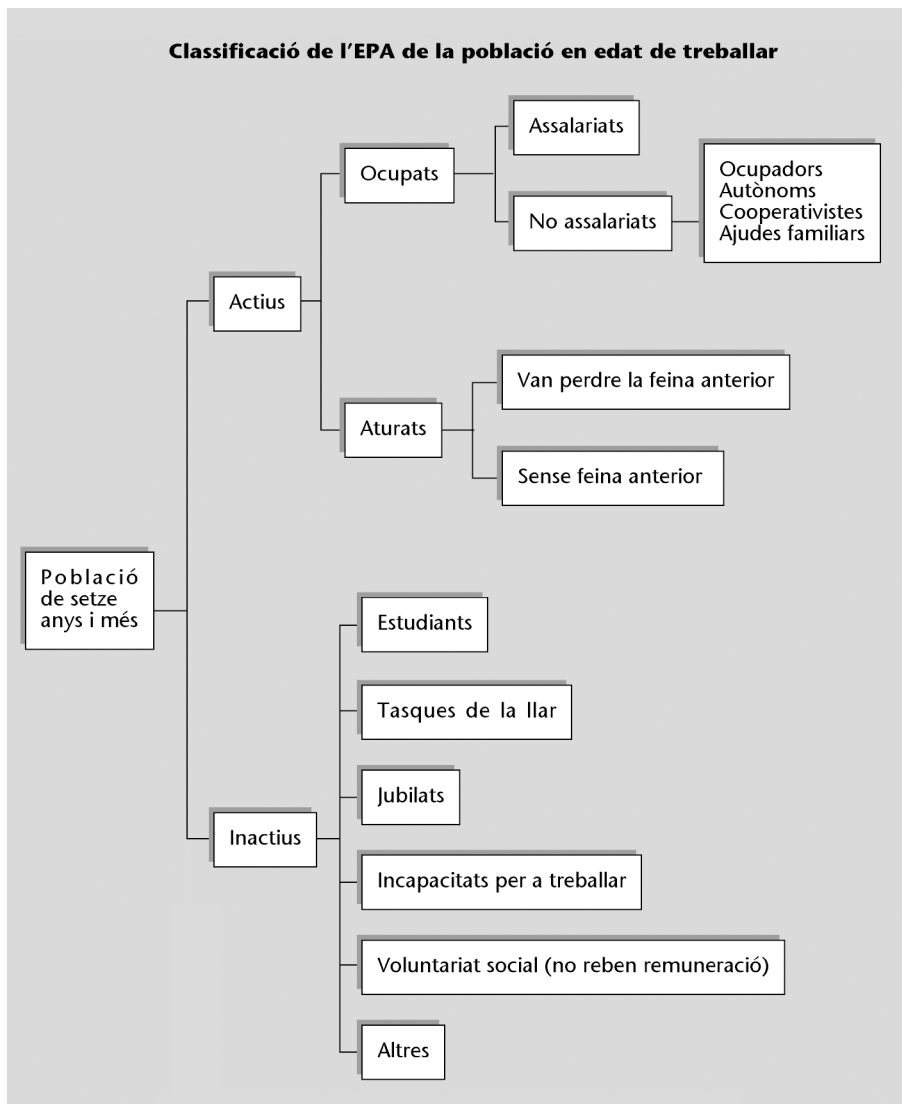 Classificació de l'EPA de la població en edat de treballar
Assalariats
Ocupats
No assalariats
Ocupadors
Autònoms
Cooperativistes
Ajudes familiars
Actius
Van perdre la feina anterior
Aturats
Sense feina anterior
Població
de setze
anys i més
Estudiants
Tasques de la llar
Jubilats
Inactius
Incapacitats per a treballar
Voluntariat social (no reben remuneració)
Altres